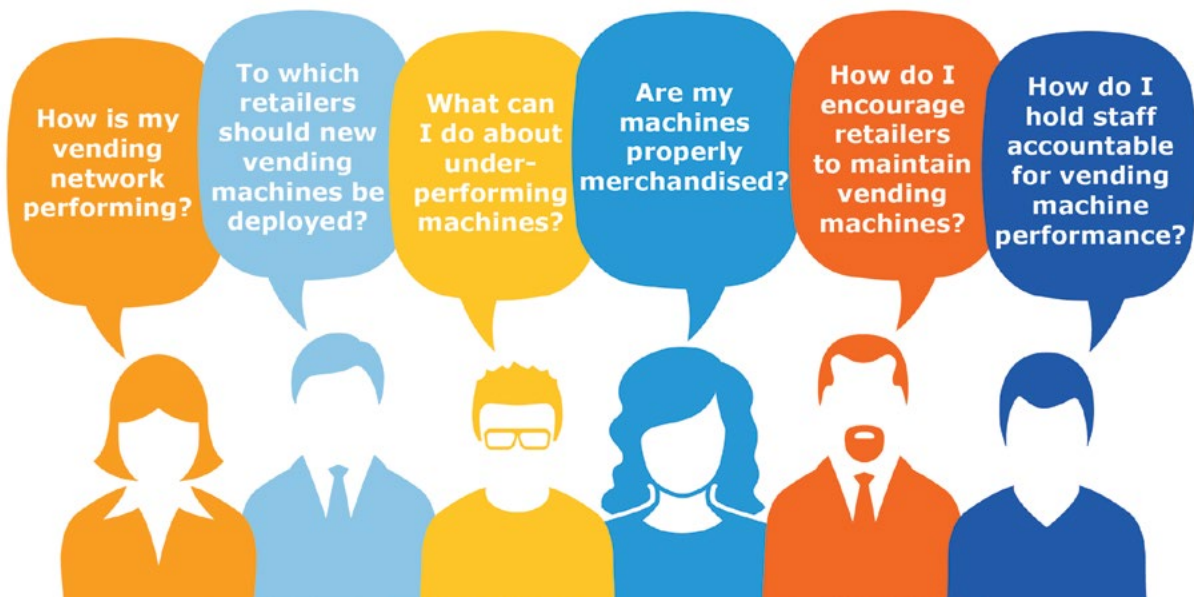 How is my
vending
network
performing?
To which
retailers
should new
vending
machines be
deployed?
What can
I do about
under-
performing
machines?
Are my
machines
properly
merchandised?
How do I
encourage
retailers
to maintain
vending
machines?
How do I
hold staff
accountable
for vending
machine
performance?